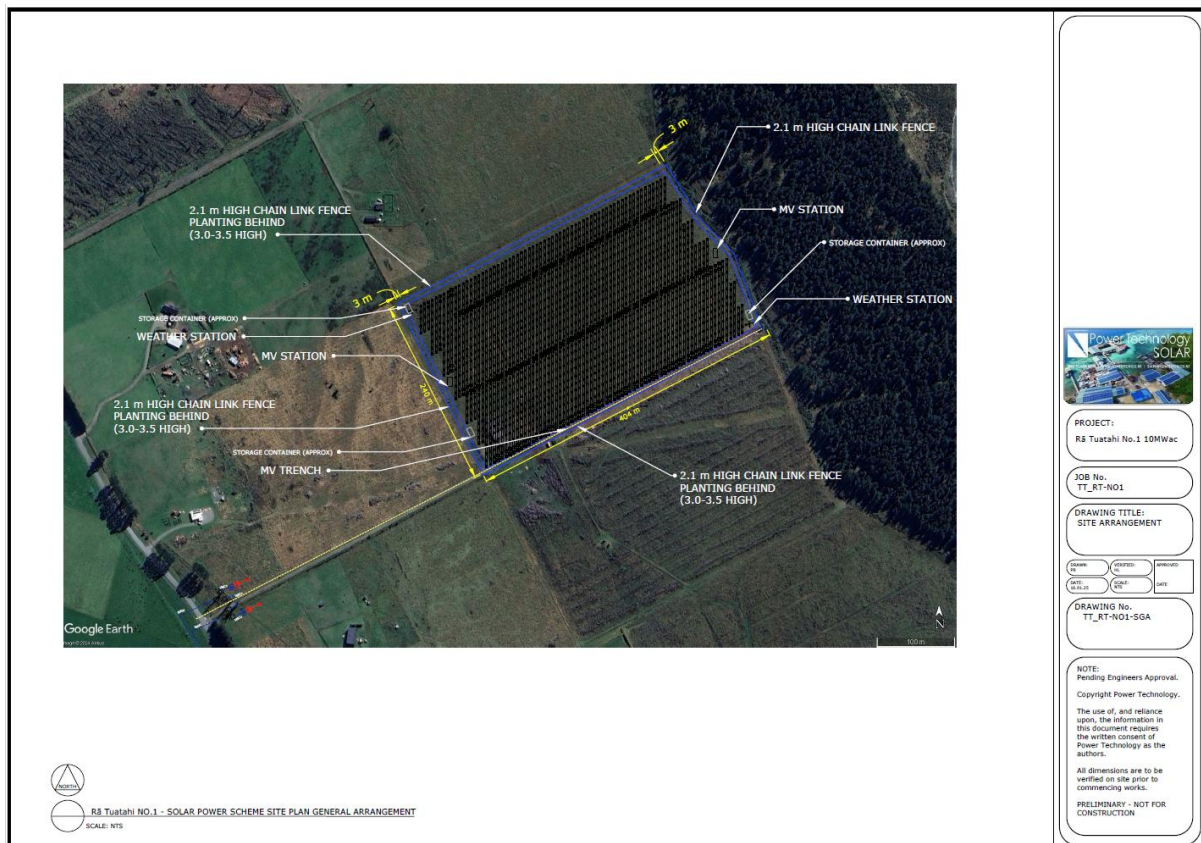 3 m
2.1 m HIGH CHAIN LINK FENCE
MV STATION
2.1 m HIGH CHAIN LINK FENCE
PLANTING BEHIND
(3.0-3.5 HIGH)
STORAGE CONTAINER (APPROX)
3 m
WEATHER STATION
STORAGE CONTAINER (APPROX)
WEATHER STATION
MV STATION
240 m
2.1 m HIGH CHAIN LINK FENCE
PLANTING BEHIND
(3.0-3.5 HIGH)
404 m
STORAGE CONTAINER (APPROX)
MV TRENCH
2.1 m HIGH CHAIN LINK FENCE
PLANTING BEHIND
(3.0-3.5 HIGH)
Google Earth
N
100 m
NORTH
Rā Tuatahi NO.1 - SOLAR POWER SCHEME SITE PLAN GENERAL ARRANGEMENT
SCALE: NTS
Power Technology
SOLAR
PROJECT:
Rā Tuatahi No.1 10MWac
JOB No.
TT_RT-NO1
DRAWING TITLE:
SITE ARRANGEMENT
DRAWN:
VERIFIED:
APPROVED
DATE:
SCALE:
NTS
DATE
DRAWING No.
TT_RT-NO1-SGA
NOTE:
Pending Engineers Approval.
Copyright Power Technology.
The use of, and reliance
upon, the information in
this document requires
the written consent of
Power Technology as the
authors.
All dimensions are to be
verified on site prior to
commencing works.
PRELIMINARY - NOT FOR
CONSTRUCTION